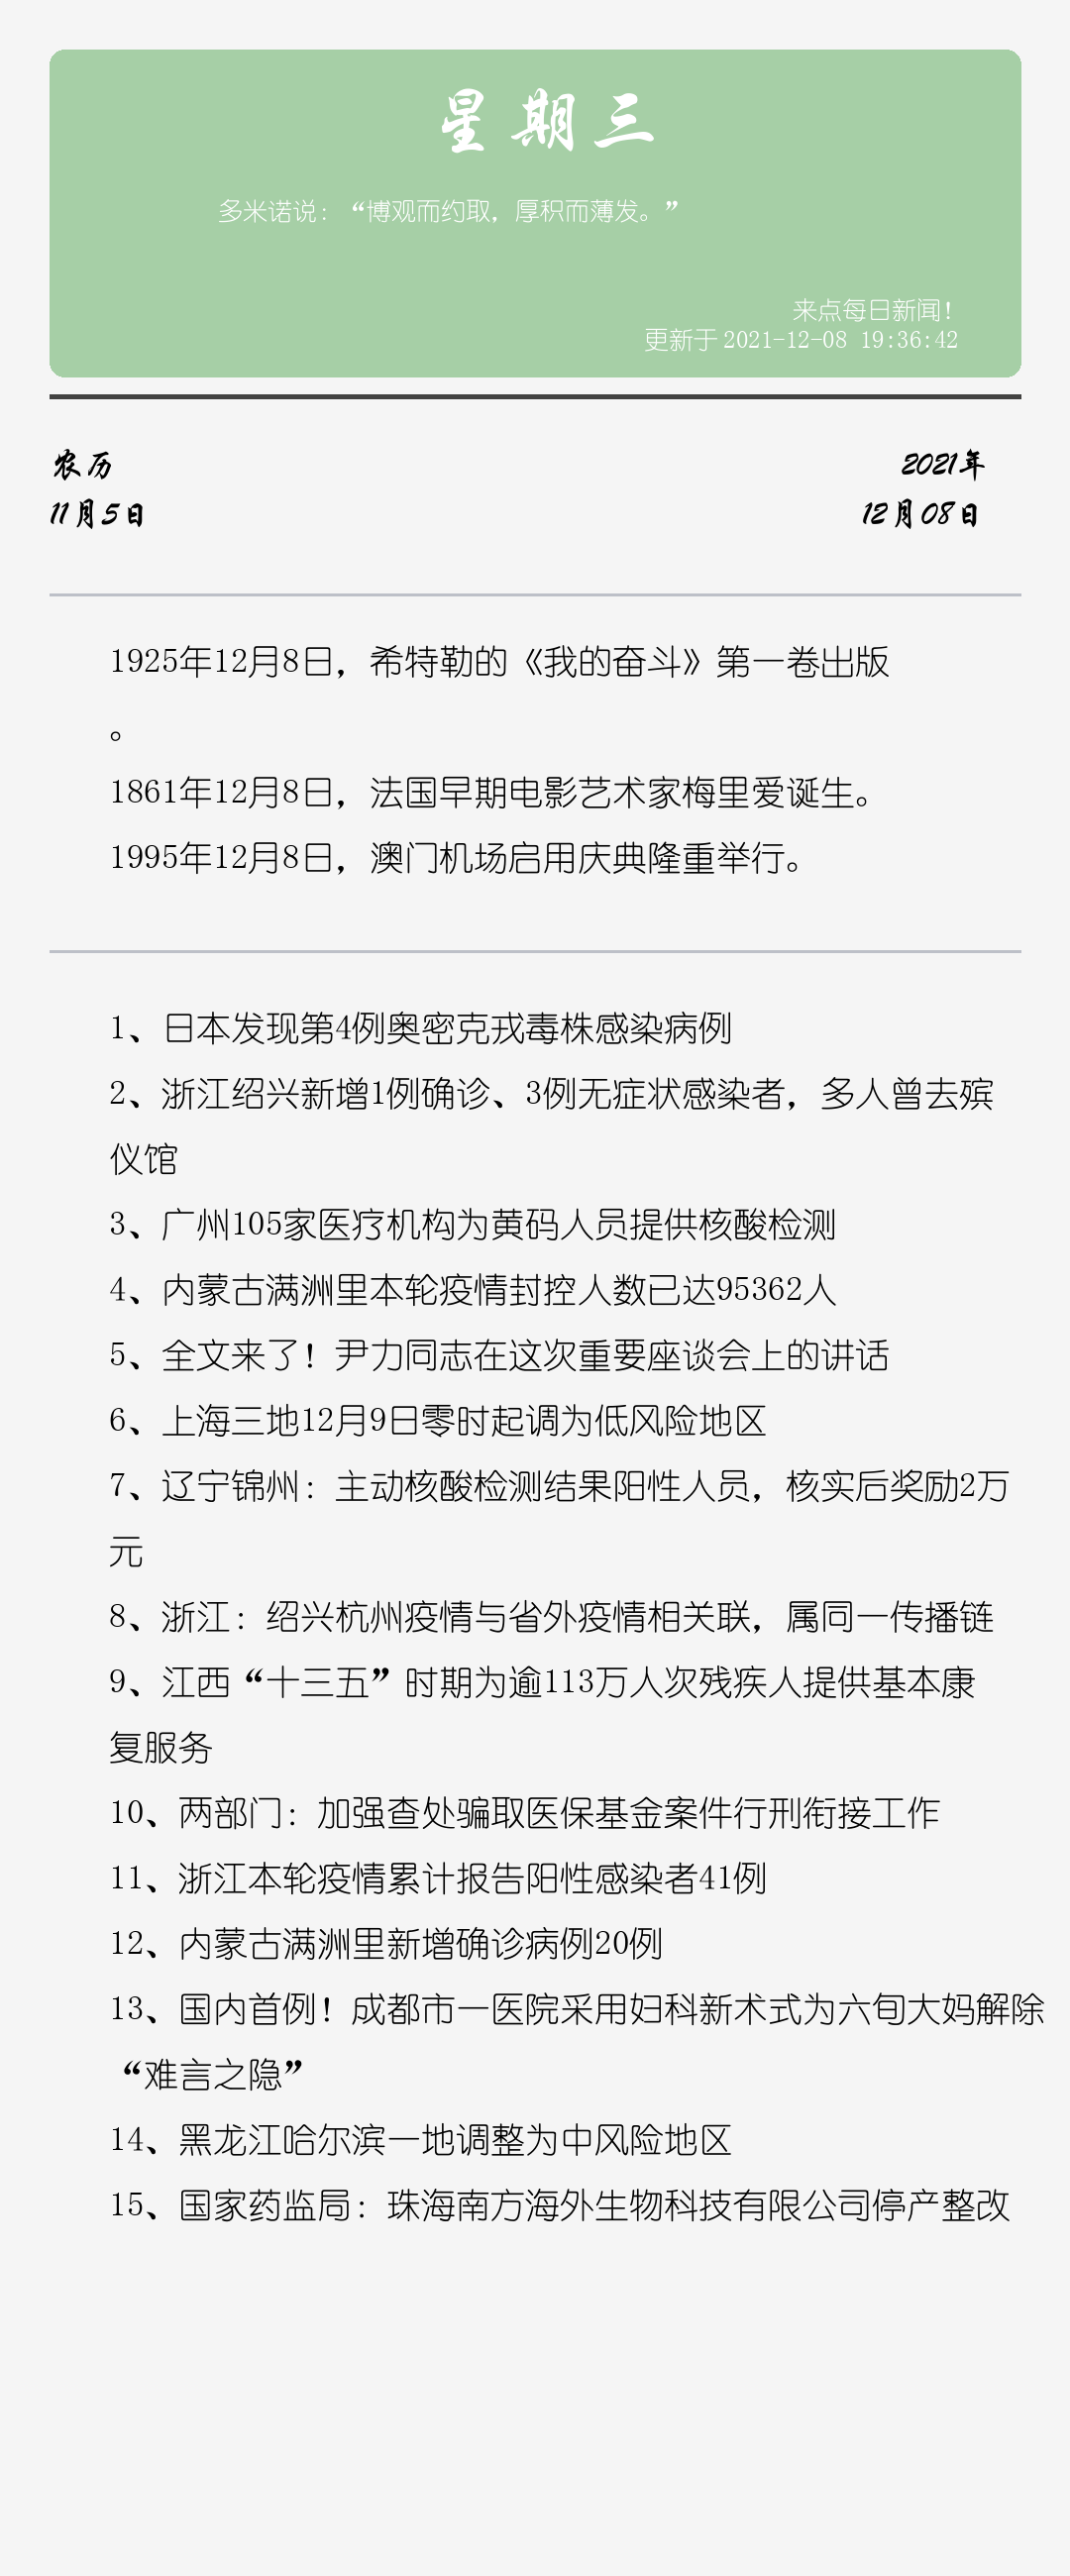 星期三
多米诺说：“博观而约取，厚积而薄发。”
来点每日新闻！
更新于 2021-12-08 19:36:42
农历
2021年
11月5日
12月08日
1925年12月8日，希特勒的《我的奋斗》第一卷出版
。
1861年12月8日，法国早期电影艺术家梅里爱诞生。
1995年12月8日，澳门机场启用庆典隆重举行。
1、日本发现第4例奥密克戎毒株感染病例
2、浙江绍兴新增1例确诊、3例无症状感染者，多人曾去殡
仪馆
3、广州105家医疗机构为黄码人员提供核酸检测
4、内蒙古满洲里本轮疫情封控人数已达95362人
5、全文来了！尹力同志在这次重要座谈会上的讲话
6、上海三地12月9日零时起调为低风险地区
7、辽宁锦州：主动核酸检测结果阳性人员，核实后奖励2万
元
8、浙江：绍兴杭州疫情与省外疫情相关联，属同一传播链
9、江西“十三五”时期为逾113万人次残疾人提供基本康
复服务
10、两部门：加强查处骗取医保基金案件行刑衔接工作
11、浙江本轮疫情累计报告阳性感染者41例
12、内蒙古满洲里新增确诊病例20例
13、国内首例！成都市一医院采用妇科新术式为六旬大妈解除
“难言之隐”
14、黑龙江哈尔滨一地调整为中风险地区
15、国家药监局：珠海南方海外生物科技有限公司停产整改